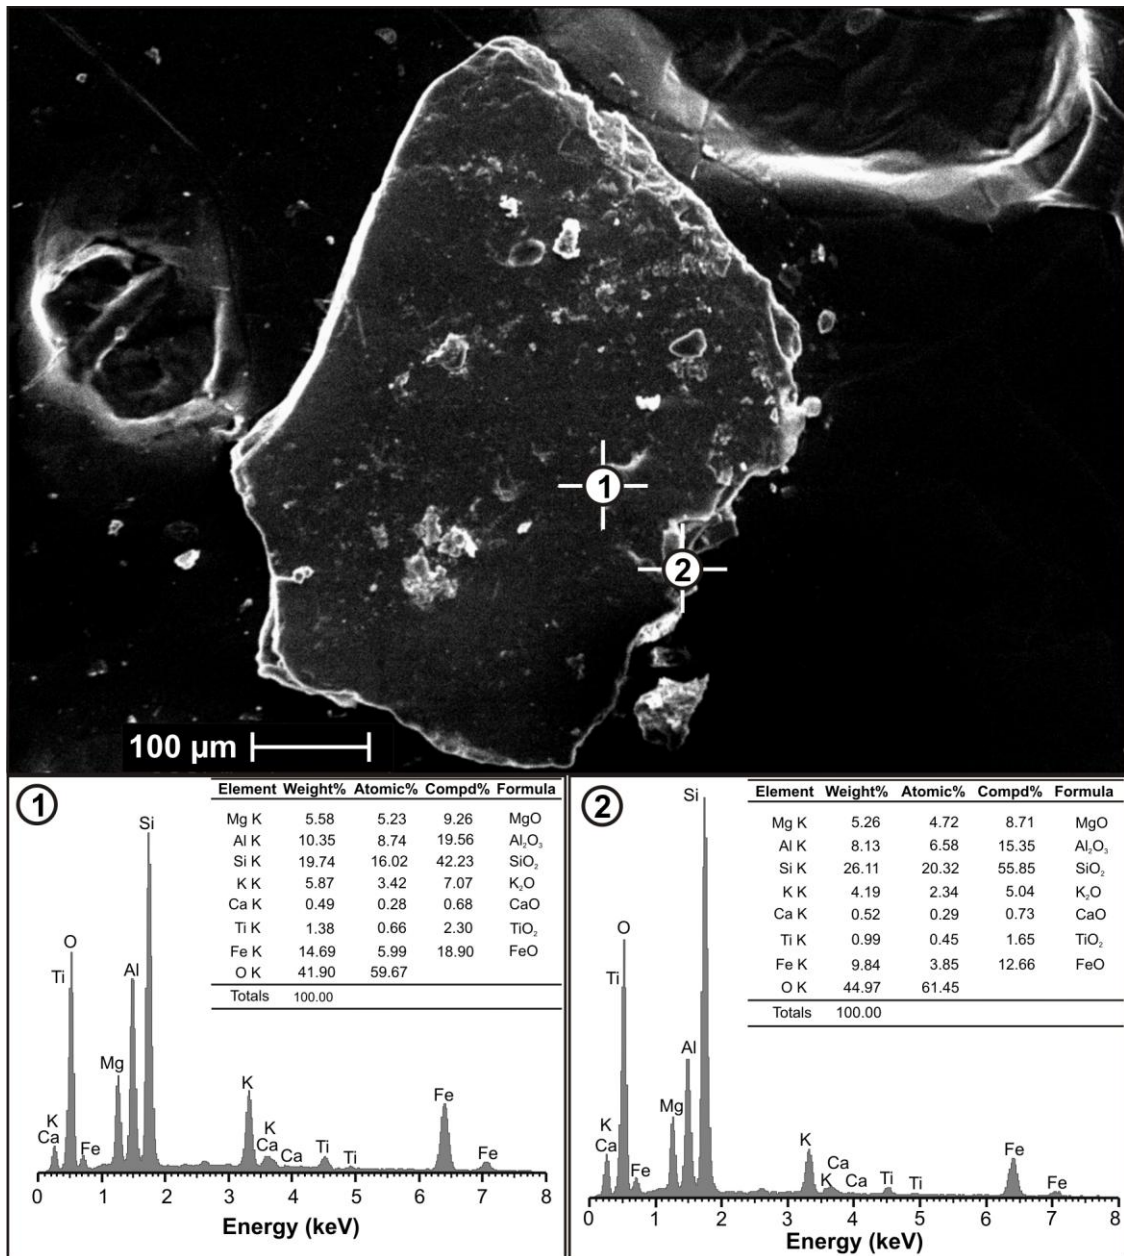 1
2
100 µm
1
Element Weight% Atomic% Compd% Formula
Mg K 5.58 5.23 9.26 MgO
Al K 10.35 8.74 19.56 Al₂O₃
Si K 19.74 16.02 42.23 SiO₂
K K 5.87 3.42 7.07 K₂O
Ca K 0.49 0.28 0.68 CaO
Ti K 1.38 0.66 2.30 TiO₂
Fe K 14.69 5.99 18.90 FeO
O K 41.90 59.67
Totals 100.00
Si
O
Ti
Al
Mg
K
Ca
Fe
K
K
Ca
Ca
Ti
Ti
Fe
Fe
0 1 2 3 4 5 6 7 8
Energy (keV)
2
Element Weight% Atomic% Compd% Formula
Mg K 5.26 4.72 8.71 MgO
Al K 8.13 6.58 15.35 Al₂O₃
Si K 26.11 20.32 55.85 SiO₂
K K 4.19 2.34 5.04 K₂O
Ca K 0.52 0.29 0.73 CaO
Ti K 0.99 0.45 1.65 TiO₂
Fe K 9.84 3.85 12.66 FeO
O K 44.97 61.45
Totals 100.00
Si
O
Ti
Al
Mg
K
Ca
Fe
K
K
Ca
Ca
Ti
Ti
Fe
Fe
0 1 2 3 4 5 6 7 8
Energy (keV)